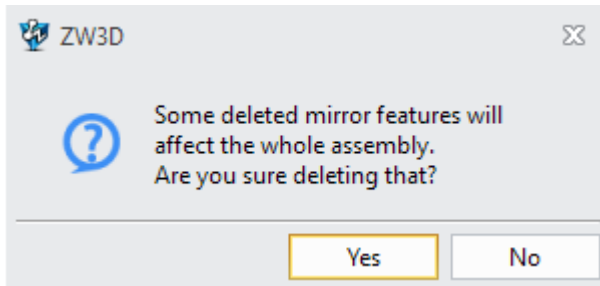 ZW3D
Some deleted mirror features will
affect the whole assembly.
Are you sure deleting that?
Yes
No